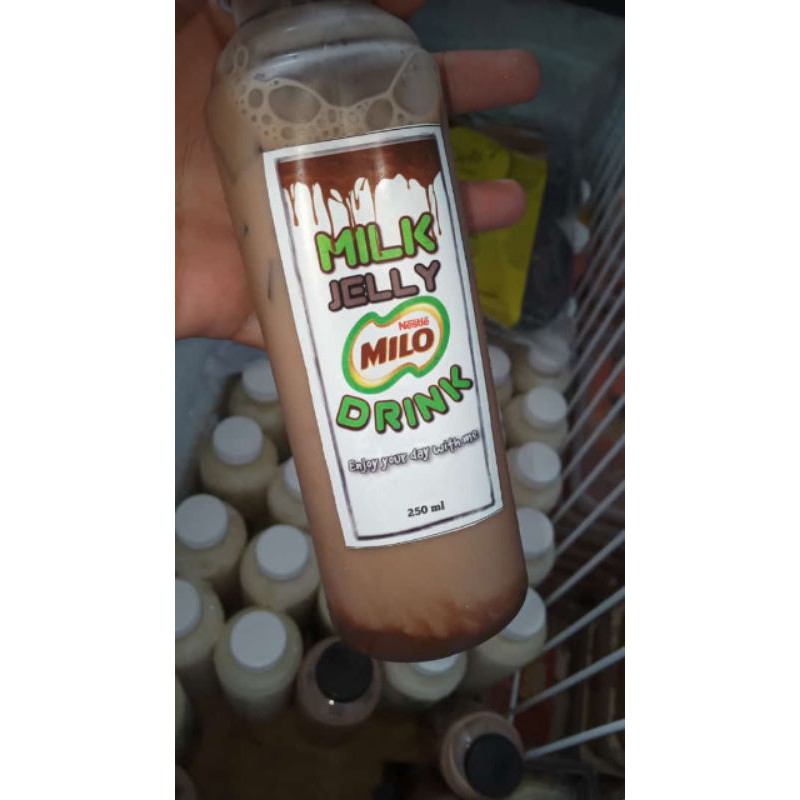 MILK
JELLY
Nestlé
MILO
DRINK
Enjoy your day with me
250 ml